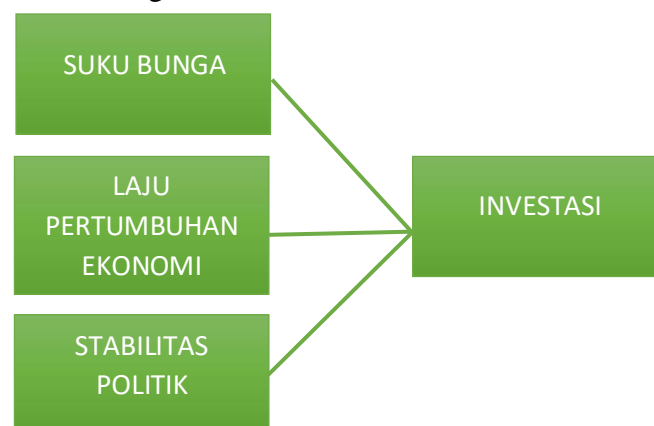 SUKU BUNGA
LAJU
PERTUMBUHAN
EKONOMI
STABILITAS
POLITIK
INVESTASI